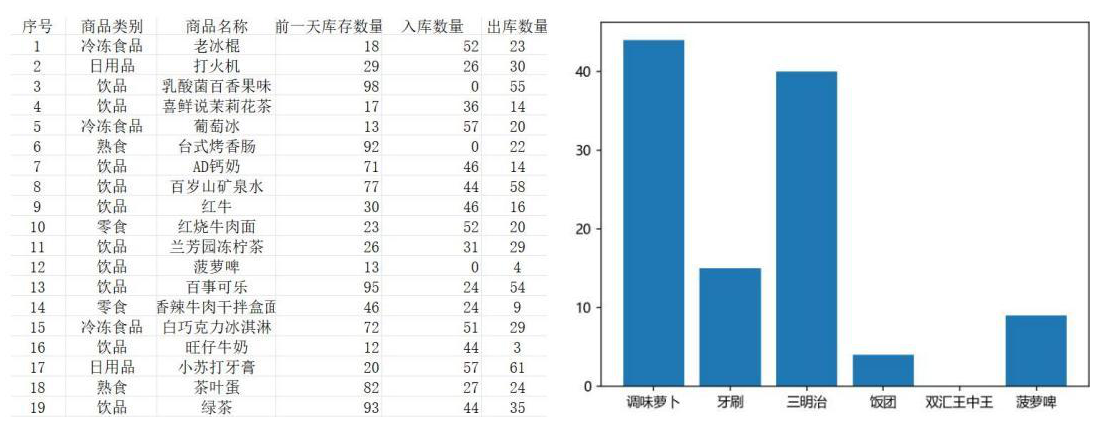 序号 商品类别 商品名称 前一天库存数量 入库数量 出库数量
1 冷冻食品 老冰棍 18 52 23
2 日用品 打火机 29 26 30
3 饮品 乳酸菌百香果味 98 0 55
4 饮品 喜鲜说茉莉花茶 17 36 14
5 冷冻食品 葡萄冰 13 57 20
6 熟食 台式烤香肠 92 0 22
7 饮品 AD钙奶 71 46 14
8 饮品 百岁山矿泉水 77 44 58
9 饮品 红牛 30 46 16
10 零食 红烧牛肉面 23 52 20
11 饮品 兰芳园冻柠茶 26 31 29
12 饮品 菠萝啤 13 0 4
13 饮品 百事可乐 95 24 54
14 零食 香辣牛肉干拌盒面 46 24 9
15 冷冻食品 白巧克力冰淇淋 72 51 29
16 饮品 旺仔牛奶 12 44 3
17 日用品 小苏打牙膏 20 57 61
18 熟食 茶叶蛋 82 27 24
19 饮品 绿茶 93 44 35
40
30
20
10
0
调味萝卜 牙刷 三明治 饭团 双汇王中王 菠萝啤